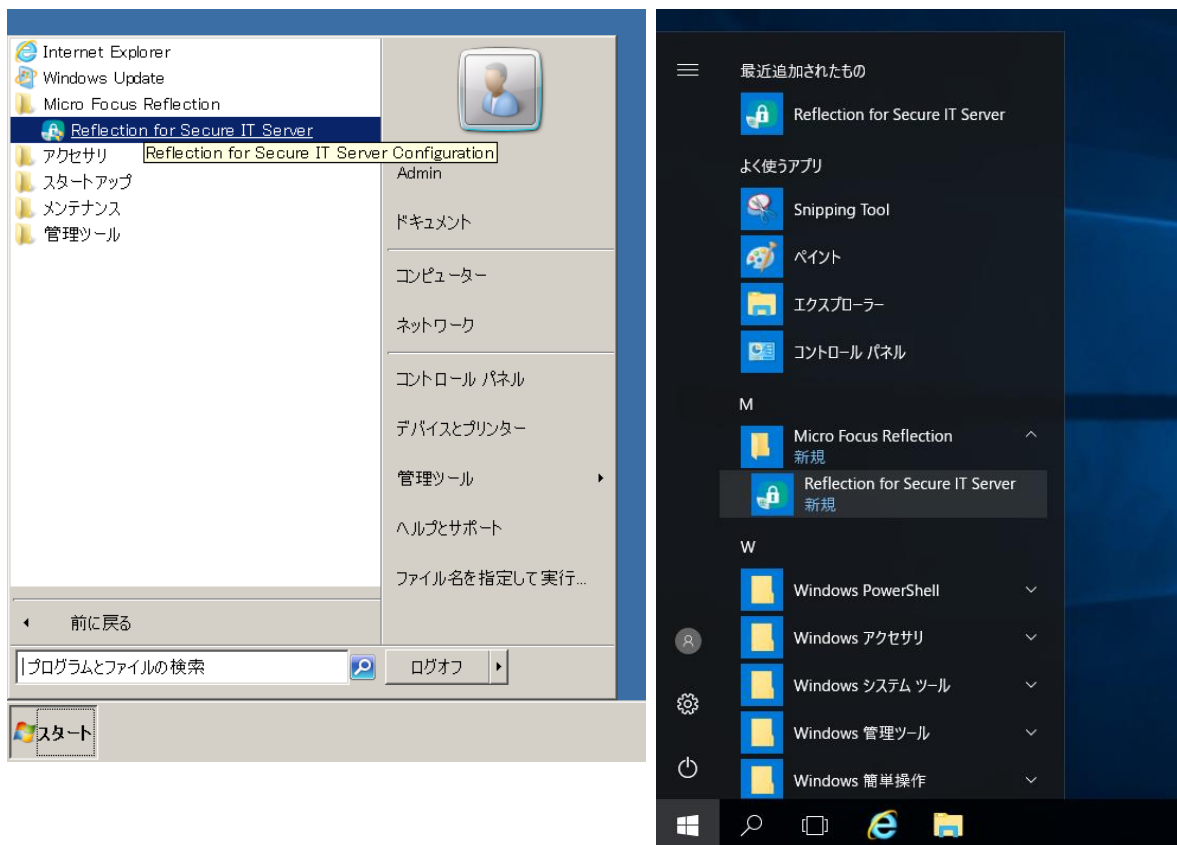 Internet Explorer
Windows Update
Micro Focus Reflection
Reflection for Secure IT Server
Reflection for Secure IT Server Configuration
アクセサリ
スタートアップ
メンテナンス
管理ツール
前に戻る
プログラムとファイルの検索
Admin
ドキュメント
コンピューター
ネットワーク
コントロール パネル
デバイスとプリンター
管理ツール
ヘルプとサポート
ファイル名を指定して実行...
ログオフ
スタート
最近追加されたもの
Reflection for Secure IT Server
よく使うアプリ
Snipping Tool
ペイント
エクスプローラー
コントロール パネル
M
Micro Focus Reflection
新規
Reflection for Secure IT Server
新規
W
Windows PowerShell
Windows アクセサリ
Windows システム ツール
Windows 管理ツール
Windows 簡単操作